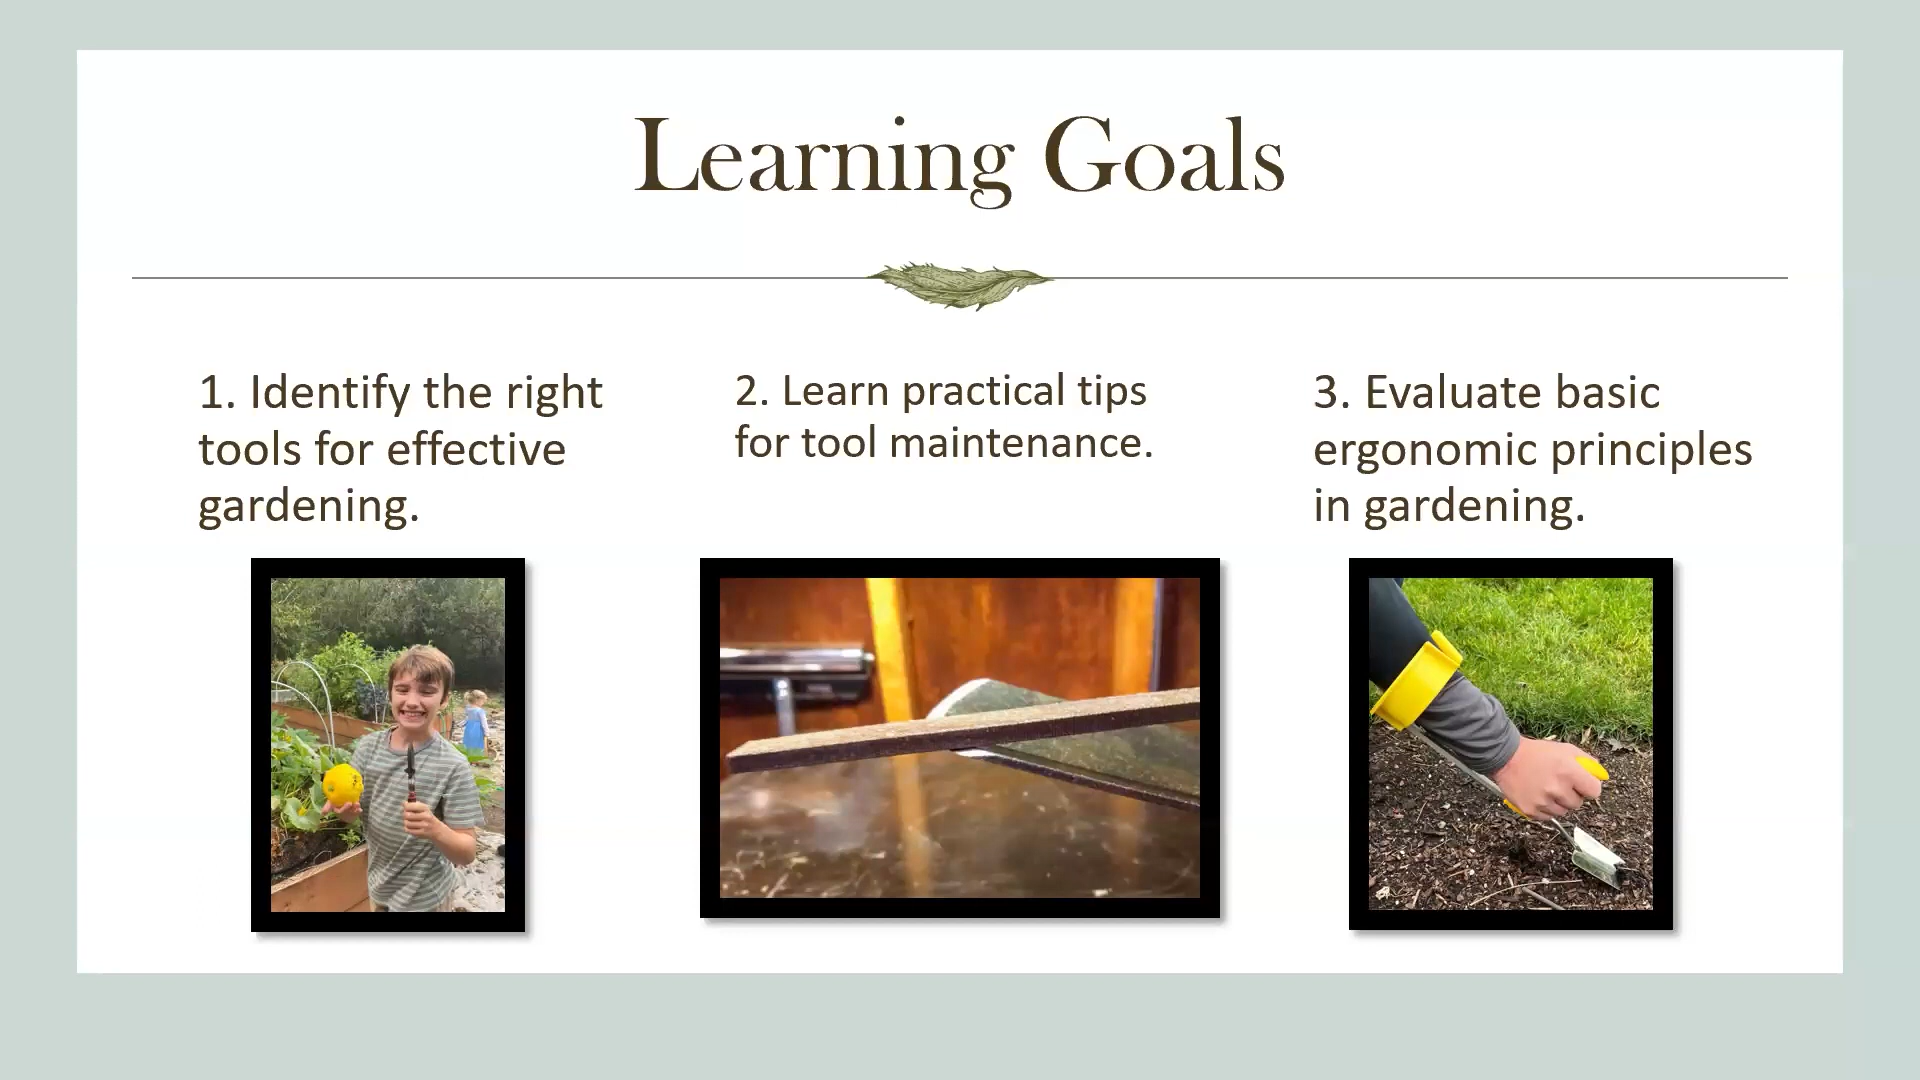 Learning Goals
1. Identify the right
tools for effective
gardening.
2. Learn practical tips
for tool maintenance.
3. Evaluate basic
ergonomic principles
in gardening.